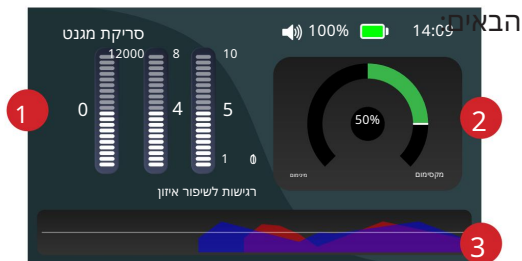 הבאים:
סריקת מגנט 100% 14:09
12000 8 10
1 0 4 5 50% 2
1
מינימום מקסימום
רגישות לשיפור איזון
3